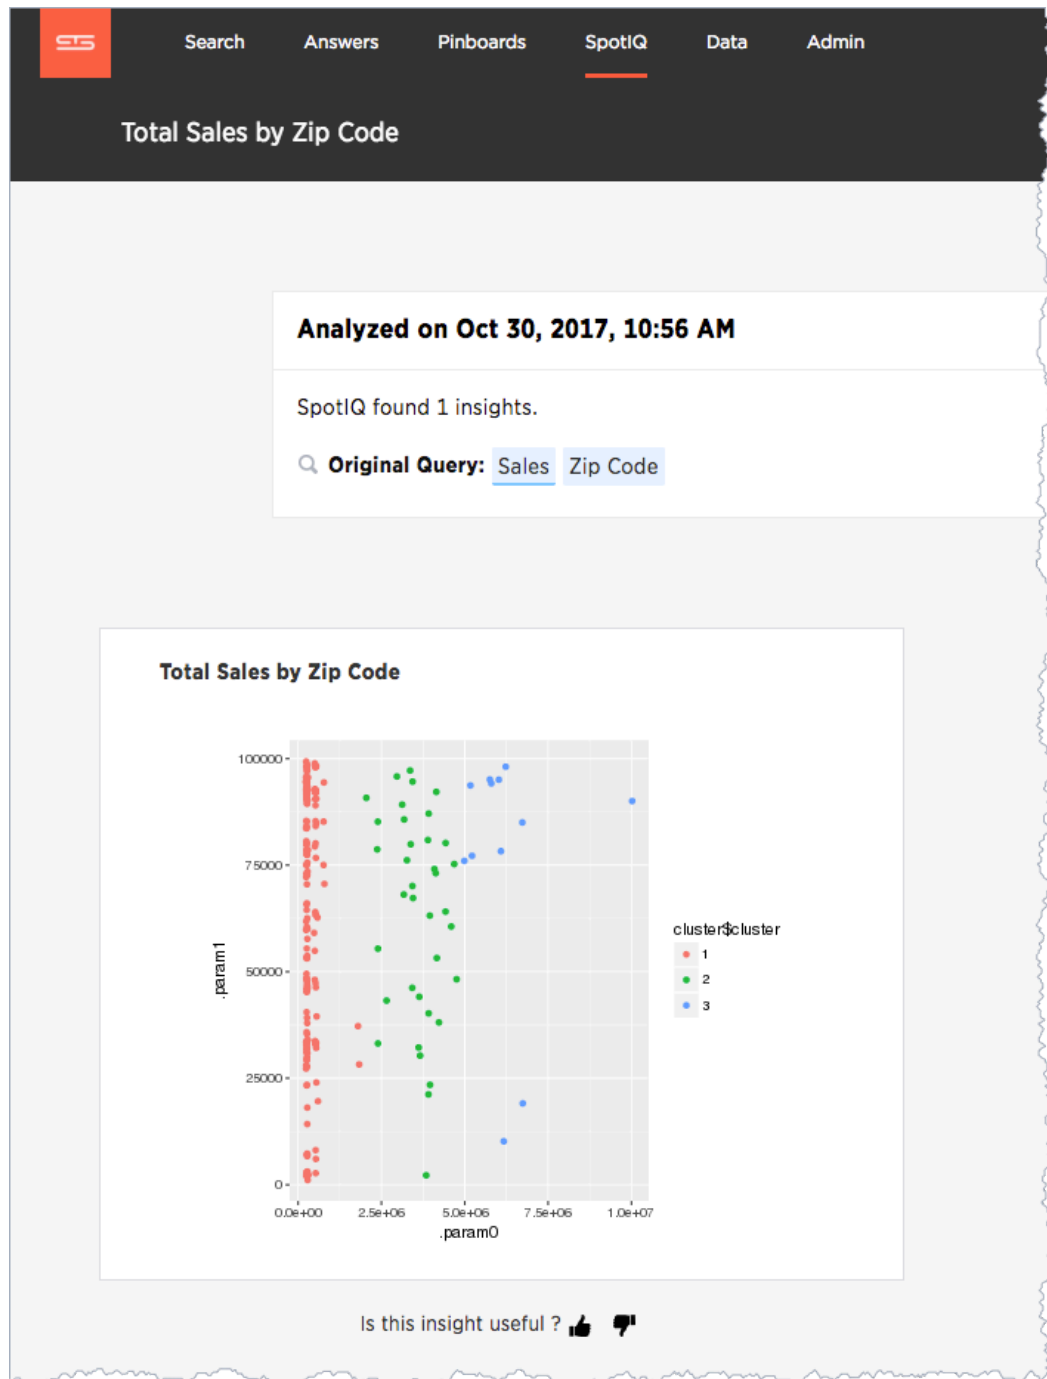 Search Answers Pinboards SpotIQ Data Admin
Total Sales by Zip Code
Analyzed on Oct 30, 2017, 10:56 AM
SpotIQ found 1 insights.
Original Query: Sales Zip Code
Total Sales by Zip Code
100000
75000
50000
25000
0
.param1
0.0e+00 2.5e+06 5.0e+06 7.5e+06 1.0e+07
.param0
cluster$cluster
1
2
3
Is this insight useful ?